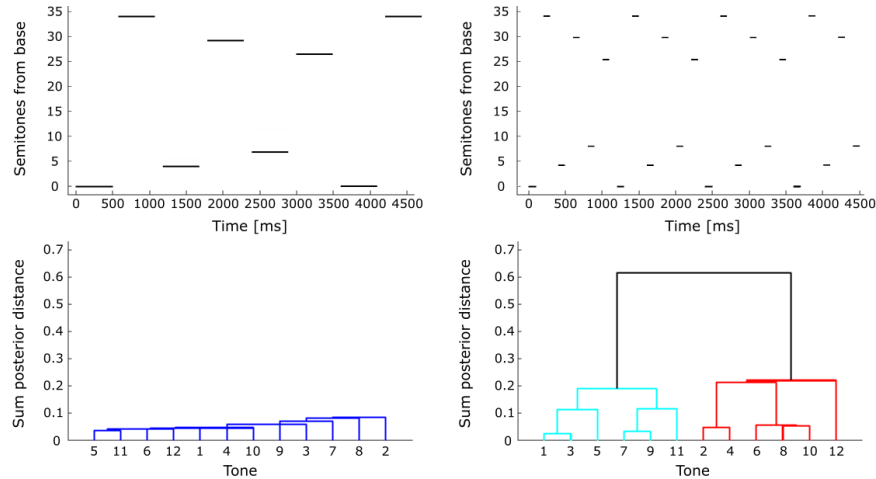 35
30
25
20
15
10
5
0
Semitones from base
0 500 1000 1500 2000 2500 3000 3500 4000 4500
Time [ms]
35
30
25
20
15
10
5
0
Semitones from base
0 500 1000 1500 2000 2500 3000 3500 4000 4500
Time [ms]
0.7
0.6
0.5
0.4
0.3
0.2
0.1
0
Sum posterior distance
5 11 6 12 1 4 10 9 3 7 8 2
Tone
0.7
0.6
0.5
0.4
0.3
0.2
0.1
0
Sum posterior distance
1 3 5 7 9 11 2 4 6 8 10 12
Tone